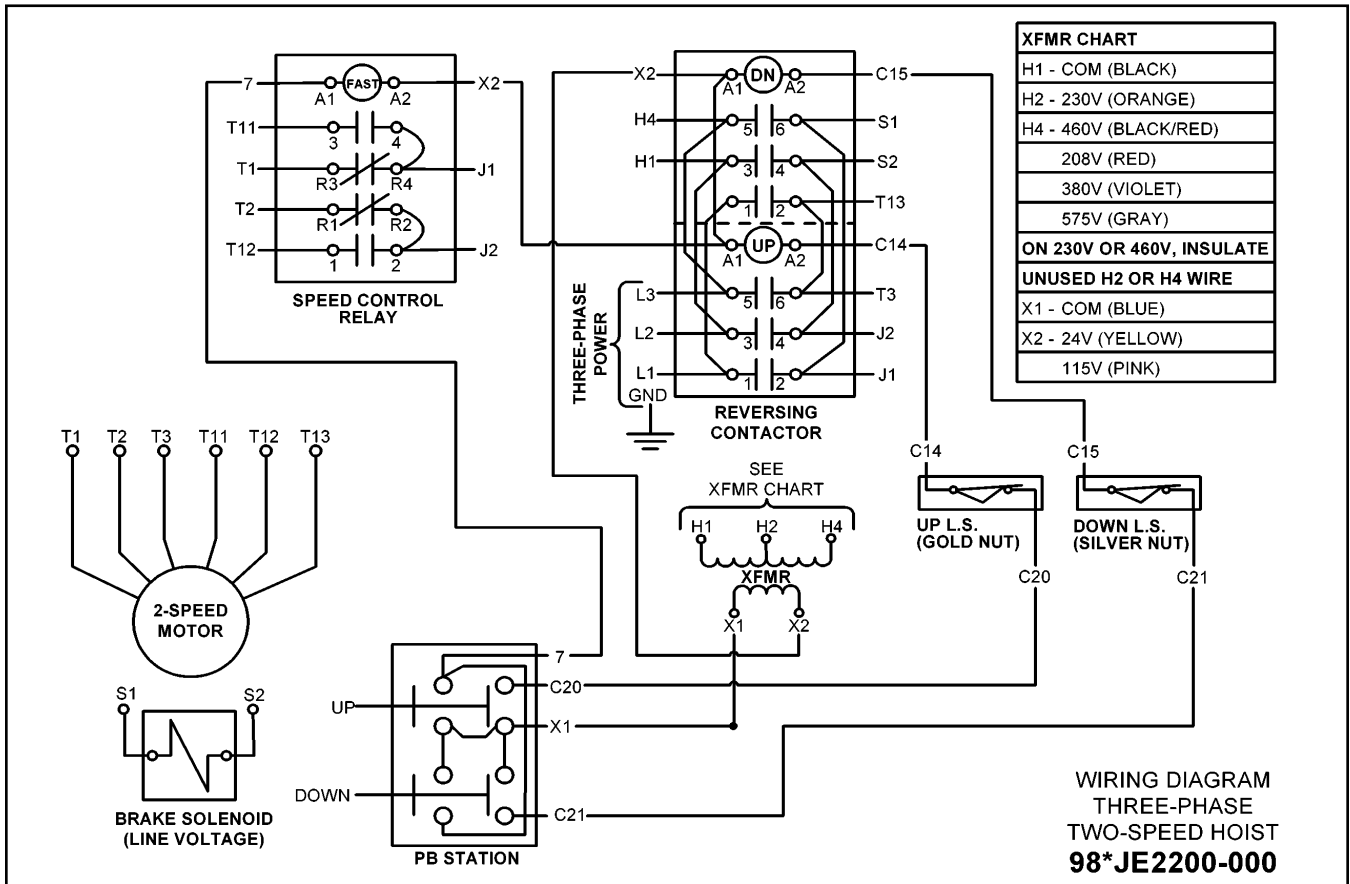 7
FAST
A1
A2
X2
T11
3
4
T1
R3
R4
J1
T2
R1
R2
T12
1
2
J2
SPEED CONTROL
RELAY
X2
DN
A1
A2
C15
H4
5
6
S1
H1
3
4
S2
1
2
T13
UP
A1
A2
C14
L3
5
6
T3
L2
3
4
J2
L1
1
2
J1
GND
THREE-PHASE
POWER
REVERSING
CONTACTOR
XFMR CHART
H1 - COM (BLACK)
H2 - 230V (ORANGE)
H4 - 460V (BLACK/RED)
208V (RED)
380V (VIOLET)
575V (GRAY)
ON 230V OR 460V, INSULATE
UNUSED H2 OR H4 WIRE
X1 - COM (BLUE)
X2 - 24V (YELLOW)
115V (PINK)
T1 T2 T3 T11 T12 T13
2-SPEED
MOTOR
SEE
XFMR CHART
H1 H2 H4
XFMR
X1 X2
C14
UP L.S.
(GOLD NUT)
C20
C15
DOWN L.S.
(SILVER NUT)
C21
S1 S2
BRAKE SOLENOID
(LINE VOLTAGE)
7
C20
UP
X1
DOWN
C21
PB STATION
WIRING DIAGRAM
THREE-PHASE
TWO-SPEED HOIST
98*JE2200-000